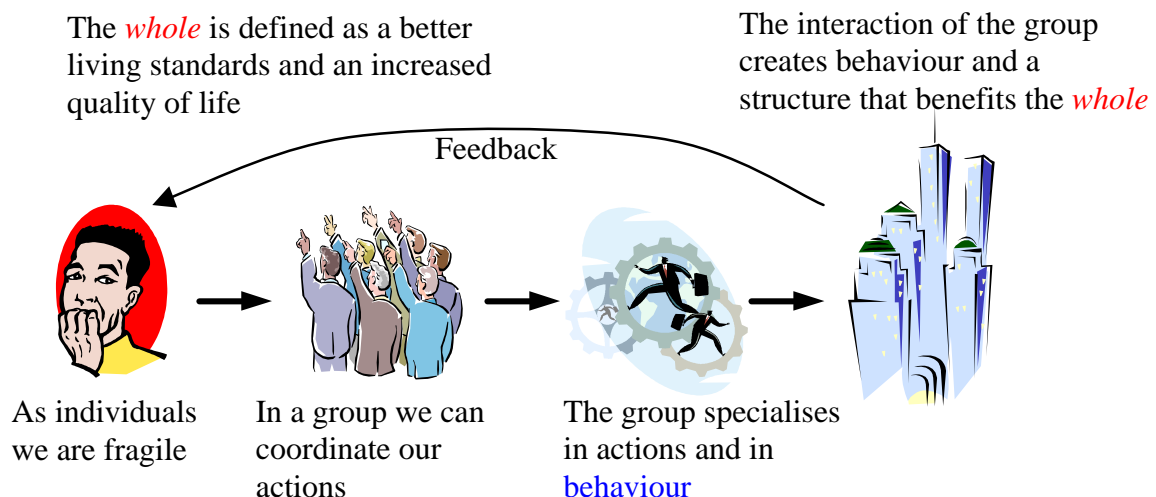 The whole is defined as a better
living standards and an increased
quality of life
The interaction of the group
creates behaviour and a
structure that benefits the whole
Feedback
As individuals
we are fragile
In a group we can
coordinate our
actions
The group specialises
in actions and in
behaviour